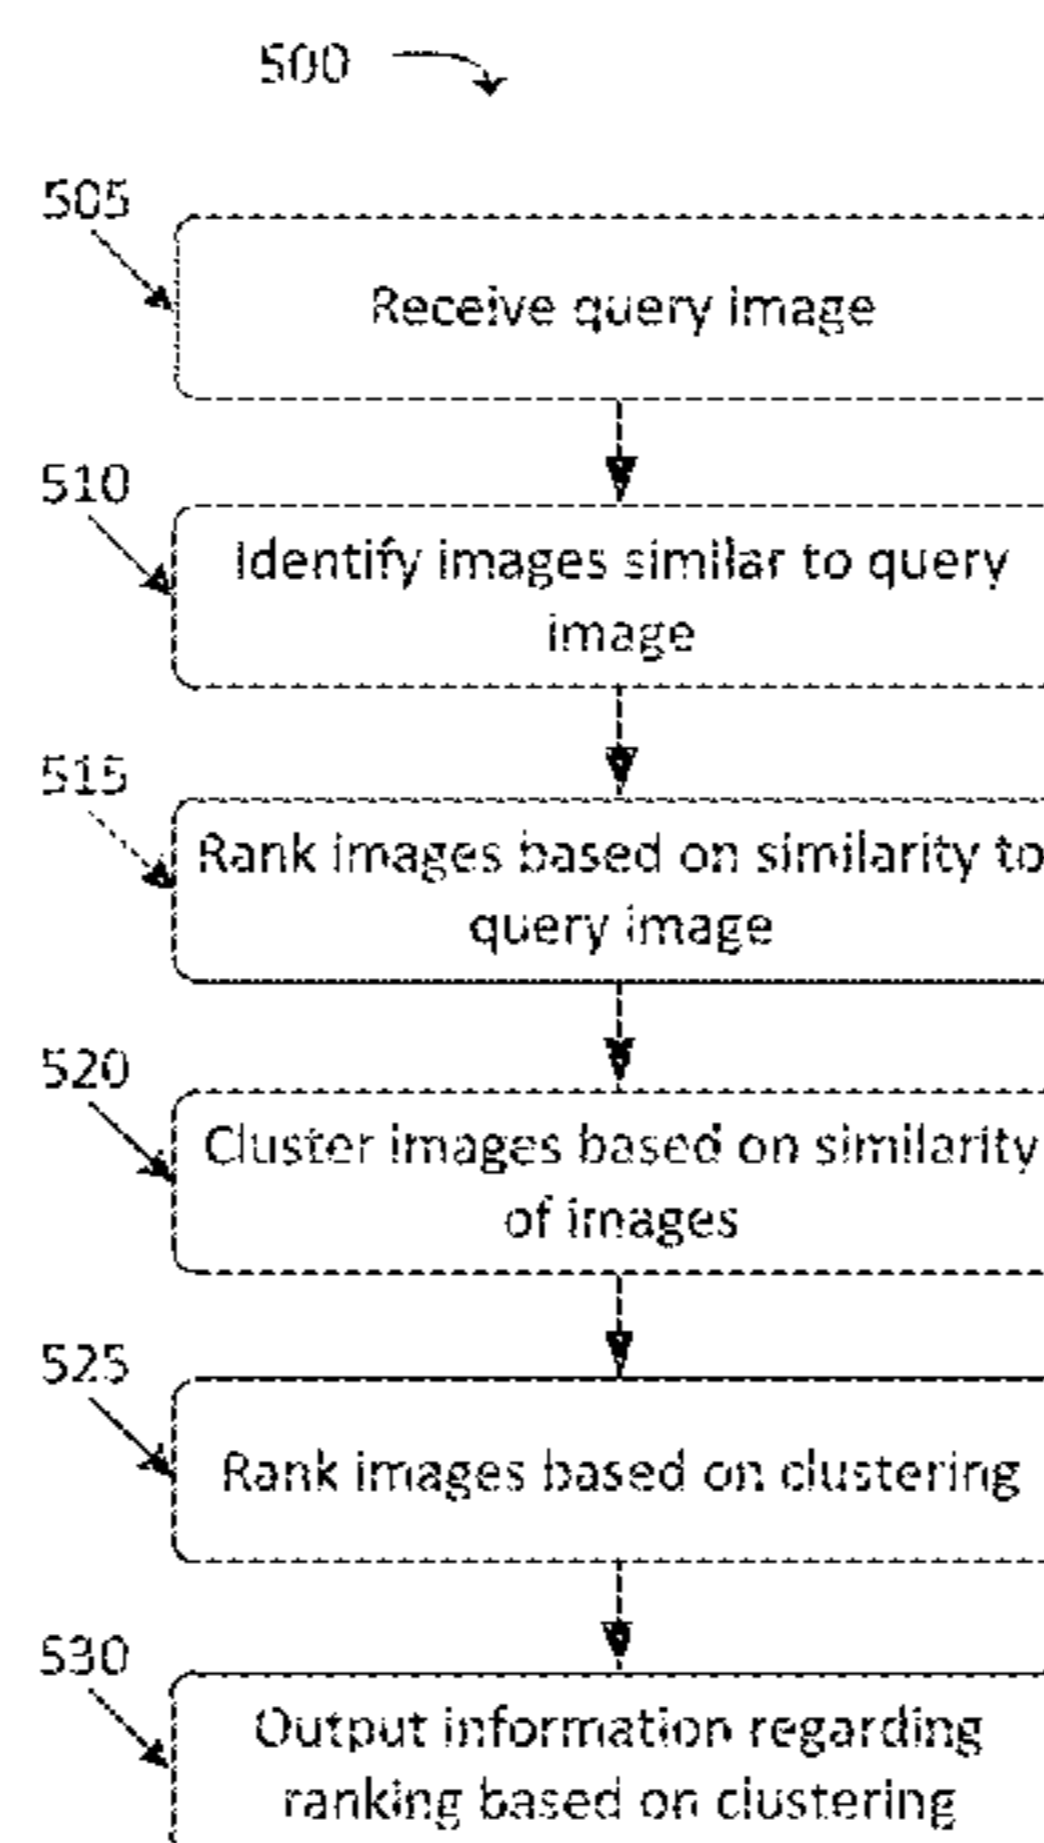 500
505
Receive query image
510
Identify images similar to query
image
515
Rank images based on similarity to
query image
520
Cluster images based on similarity
of images
525
Rank images based on clustering
530
Output information regarding
ranking based on clustering